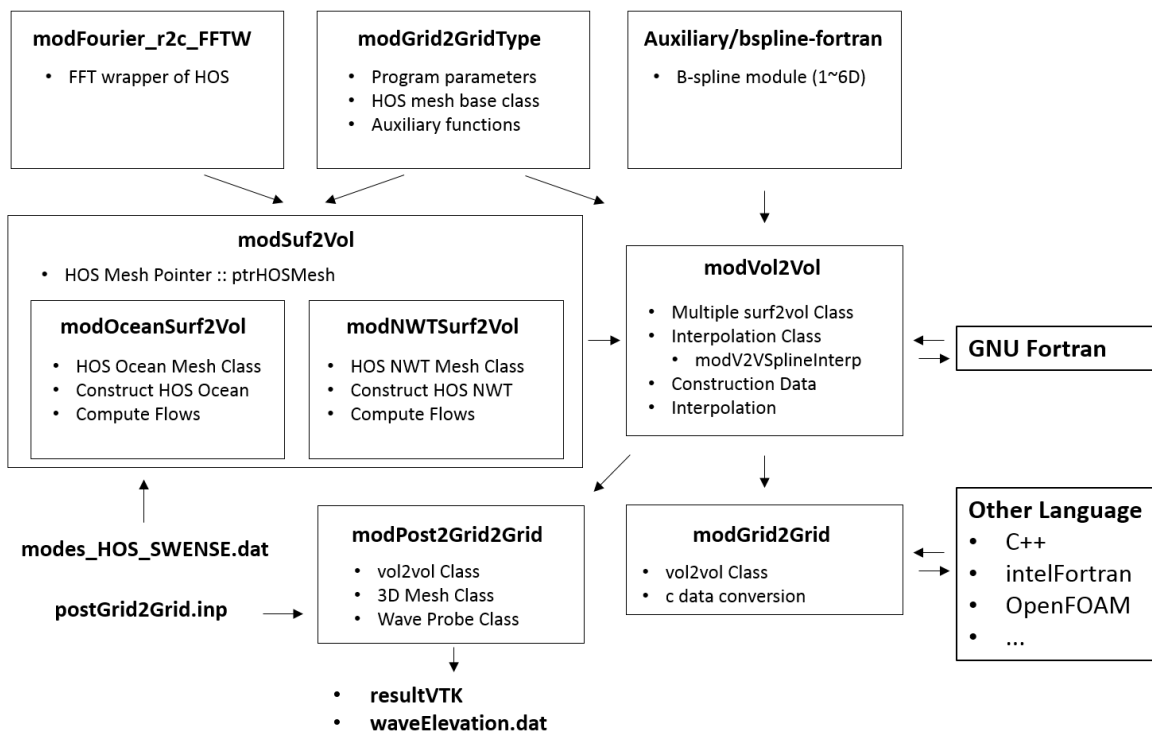 modFourier_r2c_FFTW
• FFT wrapper of HOS
modGrid2GridType
• Program parameters
• HOS mesh base class
• Auxiliary functions
Auxiliary/bspline-fortran
• B-spline module (1~6D)
modSuf2Vol
• HOS Mesh Pointer :: ptrHOSMesh
modOceanSurf2Vol
• HOS Ocean Mesh Class
• Construct HOS Ocean
• Compute Flows
modNWTSurf2Vol
• HOS NWT Mesh Class
• Construct HOS NWT
• Compute Flows
modVol2Vol
• Multiple surf2vol Class
• Interpolation Class
• modV2VSplineInterp
• Construction Data
• Interpolation
GNU Fortran
modes_HOS_SWENSE.dat
postGrid2Grid.inp
modPost2Grid2Grid
• vol2vol Class
• 3D Mesh Class
• Wave Probe Class
modGrid2Grid
• vol2vol Class
• c data conversion
Other Language
• C++
• intelFortran
• OpenFOAM
• ...
• resultVTK
• waveElevation.dat